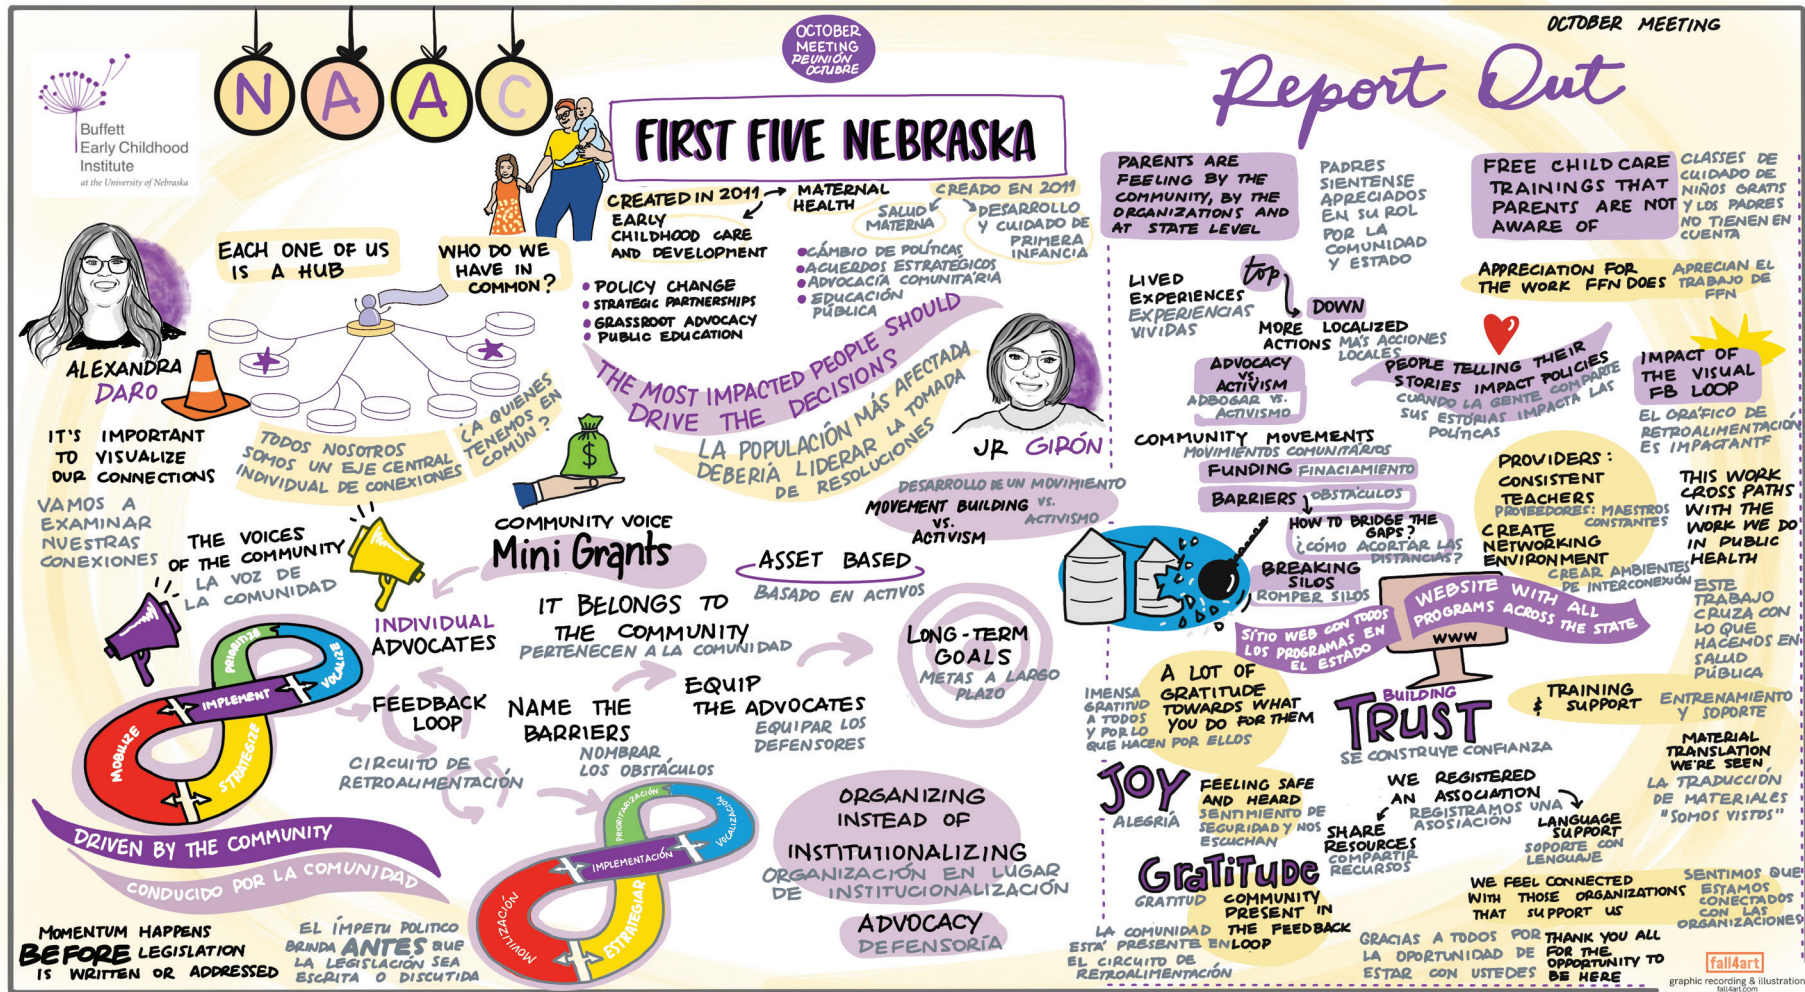 Buffett
Early Childhood
Institute
at the University of Nebraska
N A A C
OCTOBER
MEETING
REUNIÓN
OCTUBRE
OCTOBER MEETING
FIRST FIVE NEBRASKA
CREATED IN 2011
EARLY
CHILDHOOD CARE
AND DEVELOPMENT
MATERNAL
HEALTH
CREADO EN 2011
SALUD
MATERNA
DESARROLLO
Y CUIDADO DE
PRIMERA
INFANCIA
• POLICY CHANGE
• STRATEGIC PARTNERSHIPS
• GRASSROOT ADVOCACY
• PUBLIC EDUCATION
• CÁMBIO DE POLÍTICAS
• ACUERDOS ESTRATÉGICOS
• ADVOCACÍA COMUNITÁRIA
• EDUCACIÓN
PÚBLICA
ALEXANDRA
DARO
EACH ONE OF US
IS A HUB
WHO DO WE
HAVE IN
COMMON?
TODOS NOSOTROS
SOMOS UN EJE CENTRAL
INDIVIDUAL DE CONEXIONES
¿A QUIENES
TENEMOS EN
COMÚN?
IT'S IMPORTANT
TO VISUALIZE
OUR CONNECTIONS
VAMOS A
EXAMINAR
NUESTRAS
CONEXIONES
THE MOST IMPACTED PEOPLE SHOULD
DRIVE THE DECISIONS
LA POPULACIÓN MÁS AFECTADA
DEBERÍA LIDERAR LA TOMADA
DE RESOLUCIONES
JR GIRÓN
$
THE VOICES
OF THE COMMUNITY
LA VOZ DE
LA COMUNIDAD
COMMUNITY VOICE
Mini Grants
DESARROLLO DE UN MOVIMIENTO
VS.
ACTIVISMO
MOVEMENT BUILDING
VS.
ACTIVISM
ASSET BASED
BASADO EN ACTIVOS
INDIVIDUAL
ADVOCATES
IT BELONGS TO
THE COMMUNITY
PERTENECEN A LA COMUNIDAD
LONG-TERM
GOALS
METAS A LARGO
PLAZO
PRIORITIZE
VOCALIZE
IMPLEMENT
MOBILIZE
STRATEGIZE
FEEDBACK
LOOP
CIRCUITO DE
RETROALIMENTACIÓN
NAME THE
BARRIERS
NOMBRAR
LOS OBSTÁCULOS
EQUIP
THE ADVOCATES
EQUIPAR LOS
DEFENSORES
DRIVEN BY THE COMMUNITY
CONDUCIDO POR LA COMUNIDAD
PRIORITIZACIÓN
VOCALIZACIÓN
IMPLEMENTACIÓN
MOVILIZACIÓN
ESTRATEGIAR
ORGANIZING
INSTEAD OF
INSTITUTIONALIZING
ORGANIZACIÓN EN LUGAR
DE INSTITUCIONALIZACIÓN
ADVOCACY
DEFENSORÍA
MOMENTUM HAPPENS
BEFORE LEGISLATION
IS WRITTEN OR ADDRESSED
EL ÍMPETU POLITICO
BRINDA ANTES QUE
LA LEGISLACIÓN SEA
ESCRITA O DISCUTIDA
Report Out
PARENTS ARE
FEELING BY THE
COMMUNITY, BY THE
ORGANIZATIONS AND
AT STATE LEVEL
PADRES
SIENTENSE
APRECIADOS
EN SU ROL
POR LA
COMUNIDAD
Y ESTADO
FREE CHILD CARE
TRAININGS THAT
PARENTS ARE NOT
AWARE OF
CLASSES DE
CUIDADO DE
NIÑOS GRATIS
Y LOS PADRES
NO TIENEN EN
CUENTA
LIVED
EXPERIENCES
EXPERIENCIAS
VIVIDAS
top
DOWN
MORE LOCALIZED
ACTIONS
MÁS ACCIONES
LOCALES
APPRECIATION FOR
THE WORK FFN DOES
APRECIAN EL
TRABAJO DE
FFN
ADVOCACY
VS.
ACTIVISM
ADBOGAR VS.
ACTIVISMO
PEOPLE TELLING THEIR
STORIES IMPACT POLICIES
CUANDO LA GENTE COMPARTE
SUS ESTÓRIAS IMPACTA LAS
POLÍTICAS
IMPACT OF
THE VISUAL
FB LOOP
EL GRÁFICO DE
RETROALIMENTACIÓN
ES IMPACTANTE
COMMUNITY MOVEMENTS
MOVIMIENTOS COMUNITÁRIOS
FUNDING FINACIAMIENTO
BARRIERS OBSTÁCULOS
HOW TO BRIDGE THE
GAPS?
¿CÓMO ACORTAR LAS
DISTANCIAS?
BREAKING
SILOS
ROMPER SILOS
PROVIDERS:
CONSISTENT
TEACHERS
PROVEEDORES: MAESTROS
CONSTANTES
CREATE
NETWORKING
ENVIRONMENT
CREAR AMBIENTES
DE INTERCONEXIÓN
THIS WORK
CROSS PATHS
WITH THE
WORK WE DO
IN PUBLIC
HEALTH
ESTE
TRABAJO
CRUZA CON
LO QUE
HACEMOS EN
SALUD
PÚBLICA
WEBSITE WITH ALL
PROGRAMS ACROSS THE STATE
WWW
SÍTIO WEB CON TODOS
LOS PROGRAMAS EN
EL ESTADO
A LOT OF
GRATITUDE
TOWARDS WHAT
YOU DO FOR THEM
IMENSA
GRATITUD
A TODOS
Y POR LO
QUE HACEN POR ELLOS
BUILDING
TRUST
SE CONSTRUYE CONFIANZA
TRAINING
& SUPPORT
ENTRENAMIENTO
Y SOPORTE
MATERIAL
TRANSLATION
WE'RE SEEN
LA TRADUCCIÓN
DE MATERIALES
"SOMOS VISTOS"
JOY
ALEGRÍA
FEELING SAFE
AND HEARD
SENTIMIENTO DE
SEGURIDAD Y NOS
ESCUCHAN
WE REGISTERED
AN ASSOCIATION
REGISTRAMOS UNA
ASOSIACIÓN
SHARE
RESOURCES
COMPARTIR
RECURSOS
LANGUAGE
SUPPORT
SOPORTE CON
LENGUAJE
GRATITUDE
GRATITUD
COMMUNITY
PRESENT IN
THE FEEDBACK
LOOP
LA COMUNIDAD
ESTÁ PRESENTE EN
EL CIRCUITO DE
RETROALIMENTACIÓN
WE FEEL CONNECTED
WITH THOSE ORGANIZATIONS
THAT SUPPORT US
SENTIMOS QUE
ESTAMOS
CONECTADOS
CON LAS
ORGANIZACIONES
GRACIAS A TODOS POR
LA OPORTUNIDAD DE
ESTAR CON USTEDES
THANK YOU ALL
FOR THE
OPPORTUNITY TO
BE HERE
fall4art
graphic recording & illustration
fall4art.com